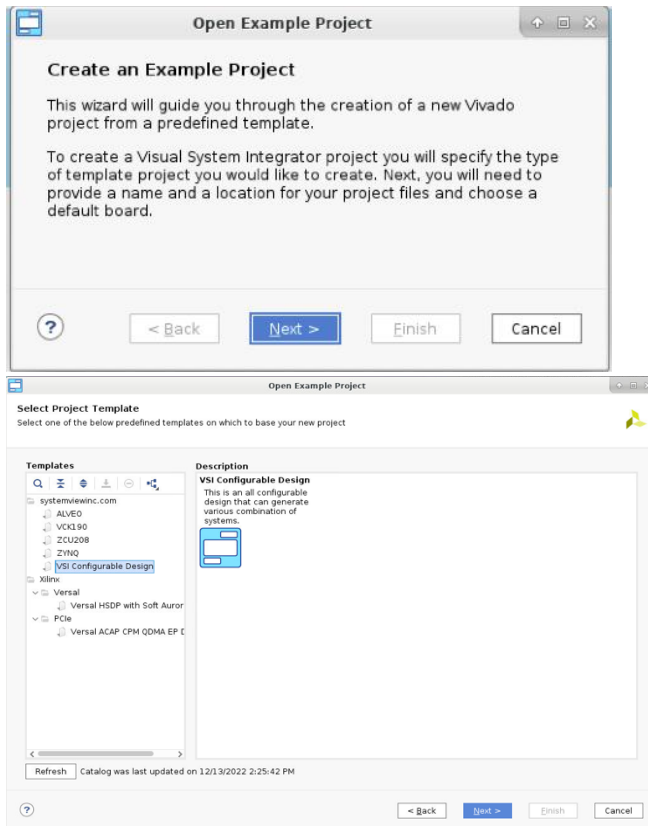 Open Example Project
Create an Example Project
This wizard will guide you through the creation of a new Vivado
project from a predefined template.
To create a Visual System Integrator project you will specify the type
of template project you would like to create. Next, you will need to
provide a name and a location for your project files and choose a
default board.
?
< Back
Next >
Finish
Cancel
Open Example Project
Select Project Template
Select one of the below predefined templates on which to base your new project
Templates
systemviewinc.com
ALVEO
VCK190
ZCU208
ZYNQ
VSI Configurable Design
Xilinx
Versal
Versal HSDP with Soft Auror
PCIe
Versal ACAP CPM QDMA EP D
Description
VSI Configurable Design
This is an all configurable
design that can generate
various combination of
systems.
Refresh
Catalog was last updated on 12/13/2022 2:25:42 PM
?
< Back
Next >
Finish
Cancel